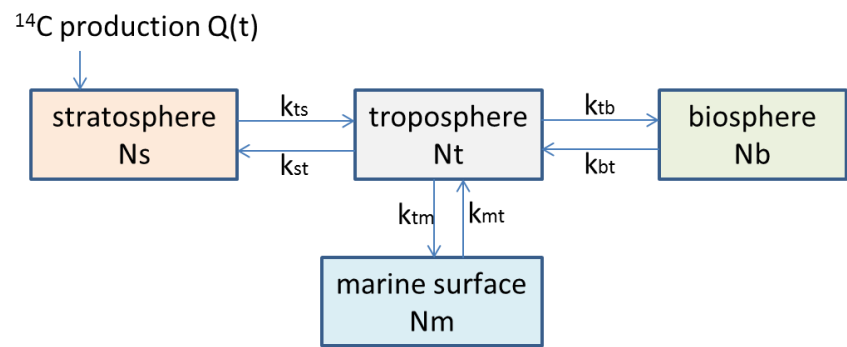 ¹⁴C production Q(t)
stratosphere
Ns
kts
kst
troposphere
Nt
ktb
kbt
biosphere
Nb
ktm
kmt
marine surface
Nm